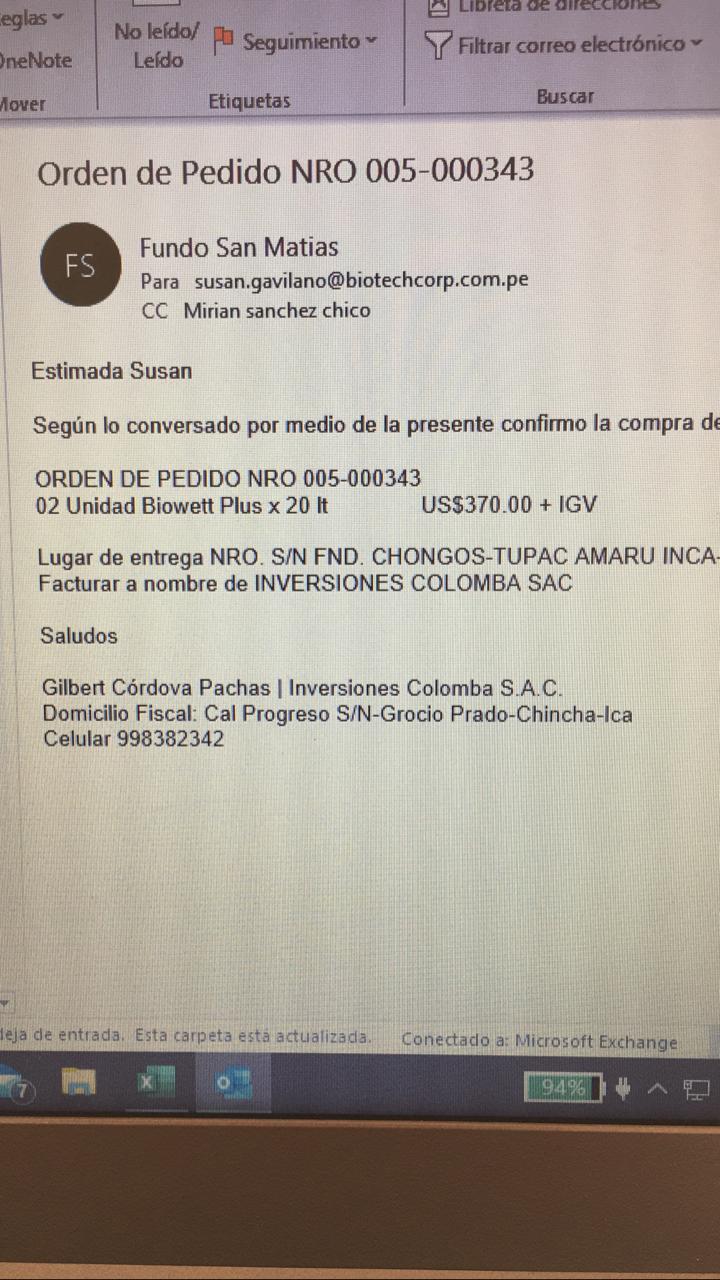 eglas
No leído/
Leído
Seguimiento
Libreta de direcciones
Filtrar correo electrónico
OneNote
Mover
Etiquetas
Buscar
Orden de Pedido NRO 005-000343
FS
Fundo San Matias
Para susan.gavilano@biotechcorp.com.pe
CC Mirian sanchez chico
Estimada Susan
Según lo conversado por medio de la presente confirmo la compra de
ORDEN DE PEDIDO NRO 005-000343
02 Unidad Biowett Plus x 20 lt US$370.00 + IGV
Lugar de entrega NRO. S/N FND. CHONGOS-TUPAC AMARU INCA-
Facturar a nombre de INVERSIONES COLOMBA SAC
Saludos
Gilbert Córdova Pachas | Inversiones Colomba S.A.C.
Domicilio Fiscal: Cal Progreso S/N-Grocio Prado-Chincha-Ica
Celular 998382342
deja de entrada. Esta carpeta está actualizada. Conectado a: Microsoft Exchange
7
94%